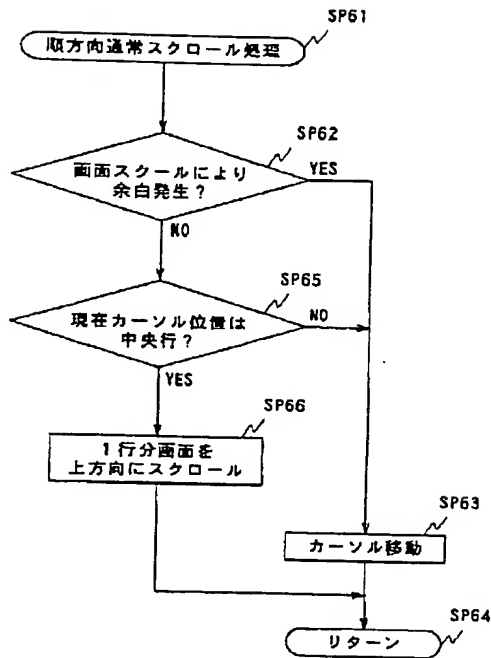 SP61
順方向通常スクロール処理
SP62
画面スクールにより
余白発生?
YES
NO
SP65
現在カーソル位置は
中央行?
NO
YES
SP66
1行分画面を
上方向にスクロール
SP63
カーソル移動
SP64
リターン